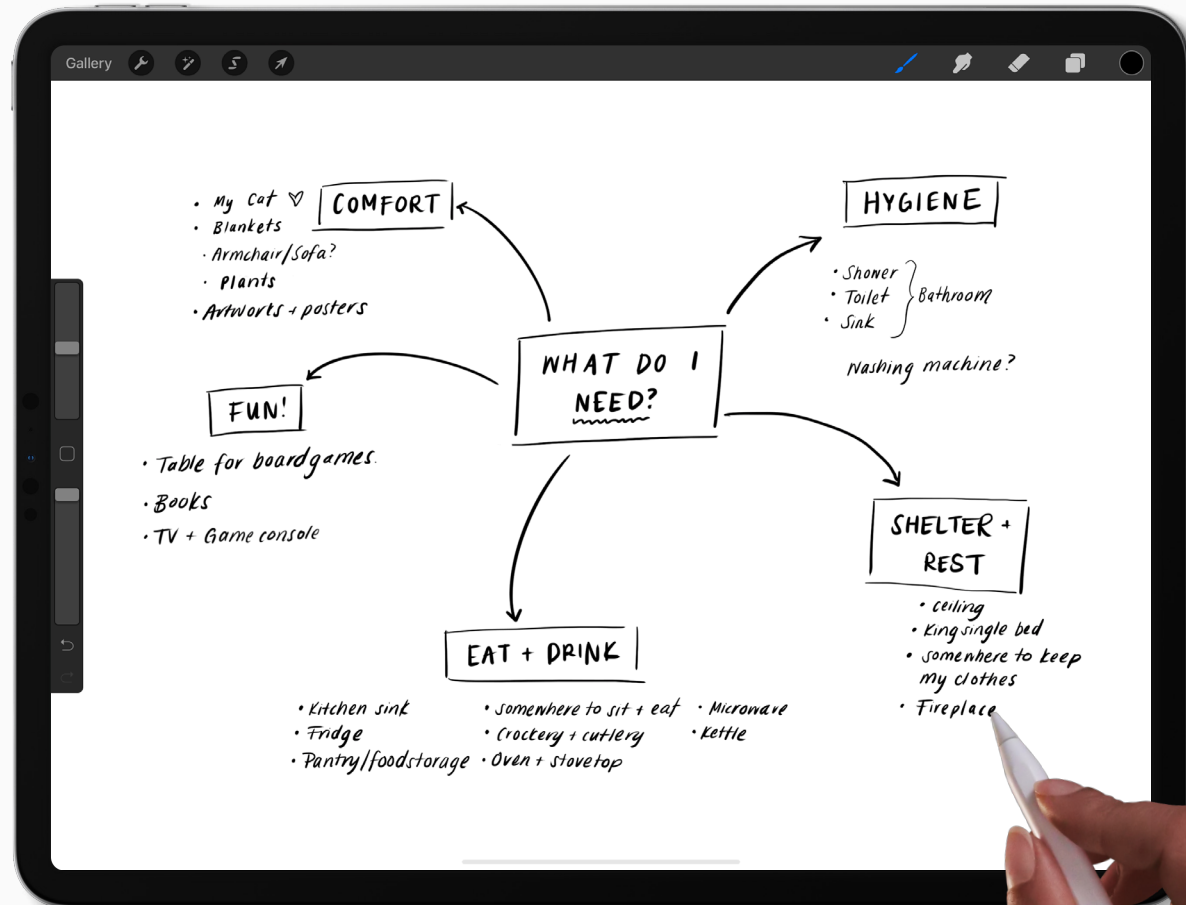 Gallery
• My Cat ♡
• Blankets
• Armchair/Sofa?
• Plants
• Artworks + posters
COMFORT
HYGIENE
• Shower
• Toilet
• Sink
Bathroom
Washing machine?
WHAT DO I
NEED?
FUN!
• Table for boardgames.
• Books
• TV + Game console
SHELTER +
REST
• ceiling
• King single bed
• somewhere to keep
my clothes
• Fireplace
EAT + DRINK
• Kitchen sink
• Fridge
• Pantry/food storage
• somewhere to sit + eat
• Crockery + cutlery
• Oven + stovetop
• Microwave
• Kettle